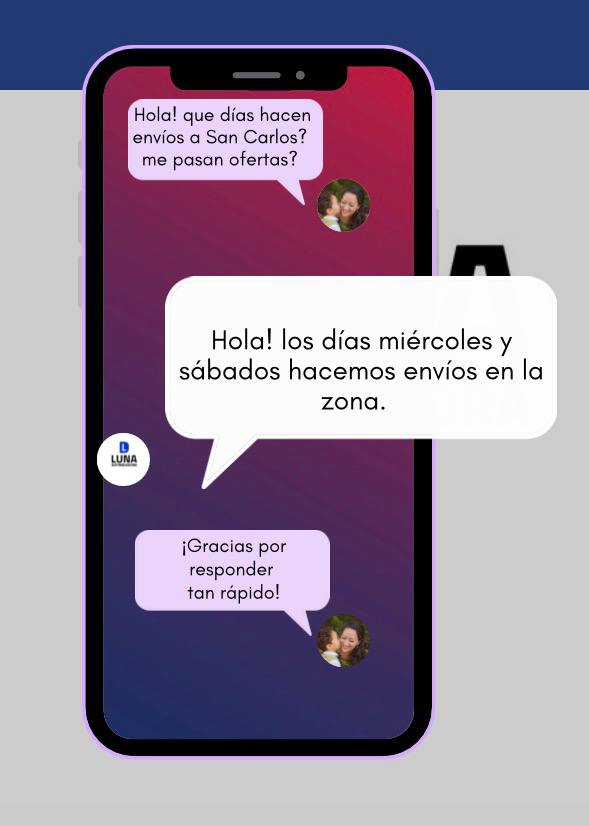 Hola! que días hacen
envíos a San Carlos?
me pasan ofertas?
A
Hola! los días miércoles y
sábados hacemos envíos en la
zona.
LUNA
¡Gracias por
responder
tan rápido!